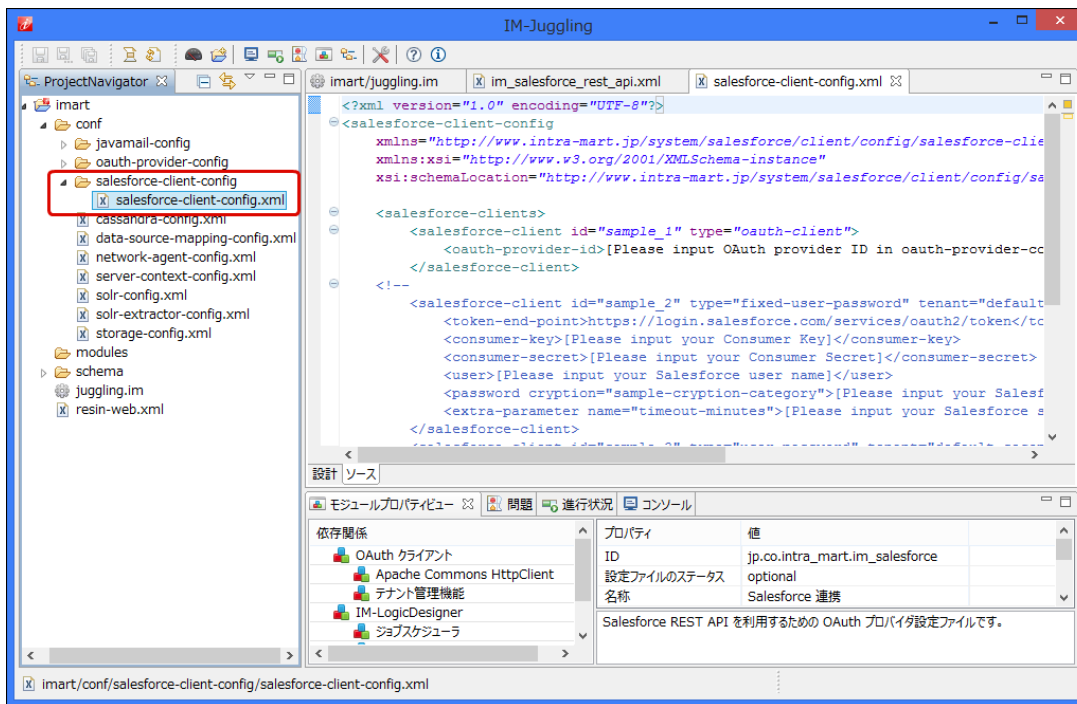 IM-Juggling
ProjectNavigator
imart
conf
javamail-config
oauth-provider-config
salesforce-client-config
salesforce-client-config.xml
cassandra-config.xml
data-source-mapping-config.xml
network-agent-config.xml
server-context-config.xml
solr-config.xml
solr-extractor-config.xml
storage-config.xml
modules
schema
juggling.im
resin-web.xml
imart/juggling.im
im_salesforce_rest_api.xml
salesforce-client-config.xml
<?xml version="1.0" encoding="UTF-8"?>
<salesforce-client-config
xmlns="http://www.intra-mart.jp/system/salesforce/client/config/salesforce-clie
xmlns:xsi="http://www.w3.org/2001/XMLSchema-instance"
xsi:schemaLocation="http://www.intra-mart.jp/system/salesforce/client/config/sa
<salesforce-clients>
<salesforce-client id="sample_1" type="oauth-client">
<oauth-provider-id>[Please input OAuth provider ID in oauth-provider-co
</salesforce-client>
<!--
<salesforce-client id="sample_2" type="fixed-user-password" tenant="default
<token-end-point>https://login.salesforce.com/services/oauth2/token</to
<consumer-key>[Please input your Consumer Key]</consumer-key>
<consumer-secret>[Please input your Consumer Secret]</consumer-secret>
<user>[Please input your Salesforce user name]</user>
<password cryption="sample-cryption-category">[Please input your Salesf
<extra-parameter name="timeout-minutes">[Please input your Salesforce s
</salesforce-client>
設計 ソース
モジュールプロパティビュー 問題 進行状況 コンソール
依存関係
OAuth クライアント
Apache Commons HttpClient
テナント管理機能
IM-LogicDesigner
ジョブスケジューラ
プロパティ 値
ID jp.co.intra_mart.im_salesforce
設定ファイルのステータス optional
名称 Salesforce 連携
Salesforce REST API を利用するための OAuth プロバイダ設定ファイルです。
imart/conf/salesforce-client-config/salesforce-client-config.xml